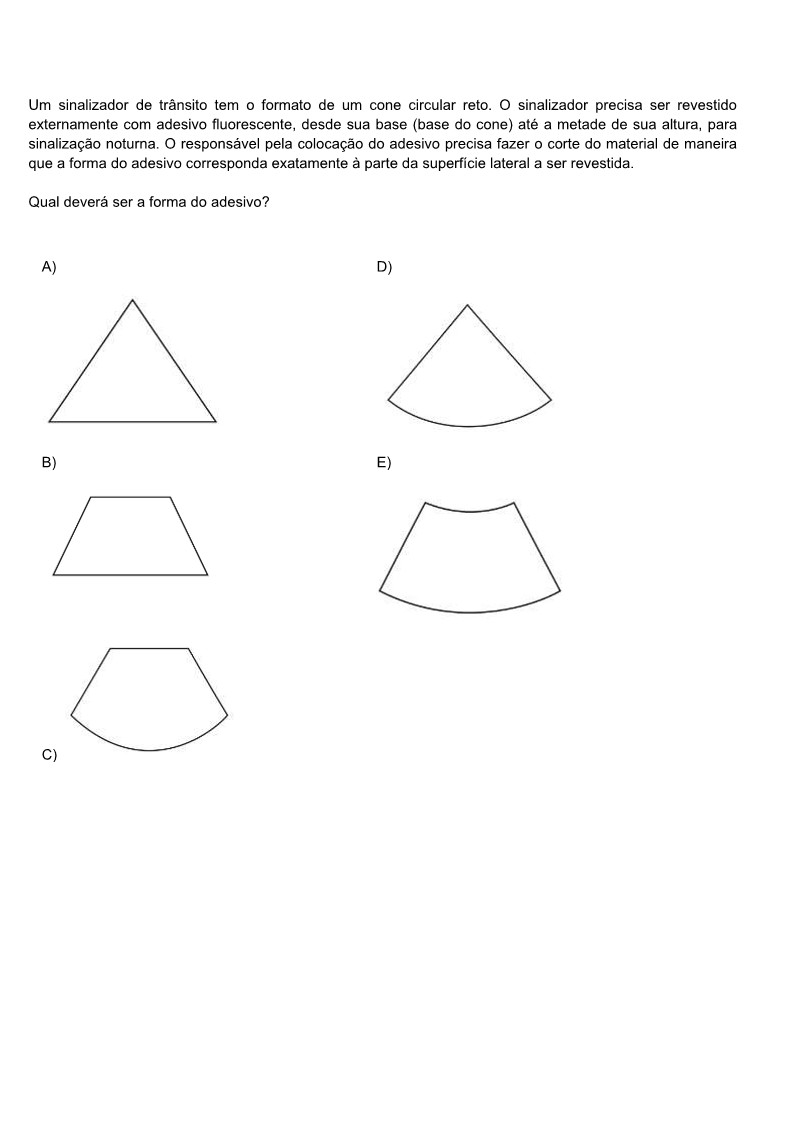 Um sinalizador de trânsito tem o formato de um cone circular reto. O sinalizador precisa ser revestido
externamente com adesivo fluorescente, desde sua base (base do cone) até a metade de sua altura, para
sinalização noturna. O responsável pela colocação do adesivo precisa fazer o corte do material de maneira
que a forma do adesivo corresponda exatamente à parte da superfície lateral a ser revestida.
Qual deverá ser a forma do adesivo?
A)
D)
B)
E)
C)